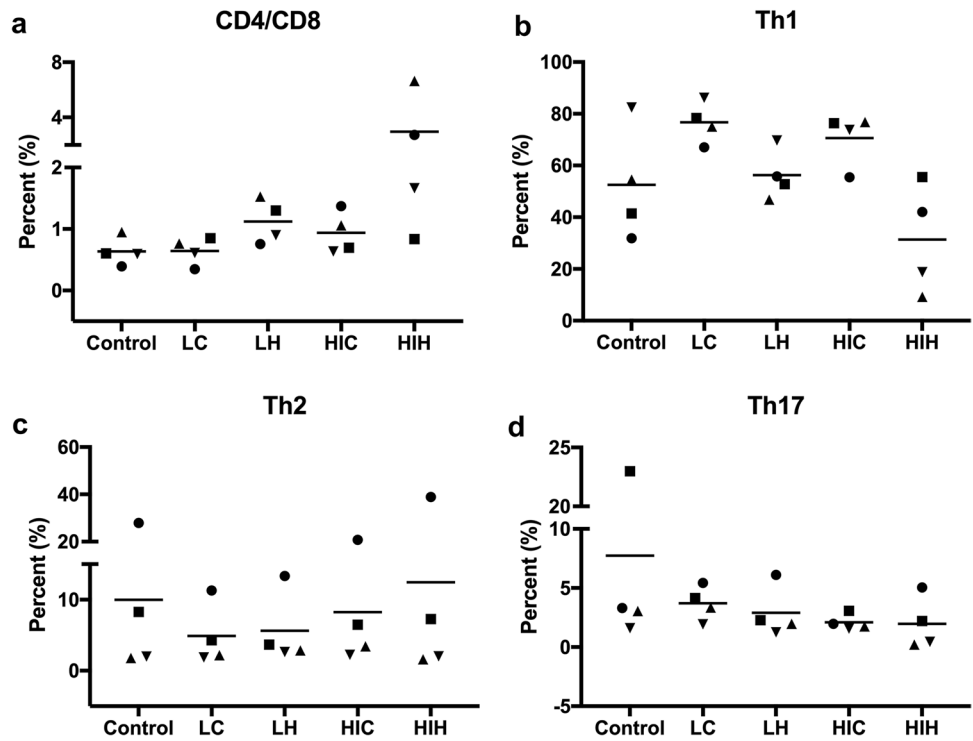 a
CD4/CD8
Percent (%)
8
4
2
1
0
Control LC LH HIC HIH
b
Th1
Percent (%)
100
80
60
40
20
0
Control LC LH HIC HIH
c
Th2
Percent (%)
60
40
20
10
0
Control LC LH HIC HIH
d
Th17
Percent (%)
25
20
10
5
0
-5
Control LC LH HIC HIH